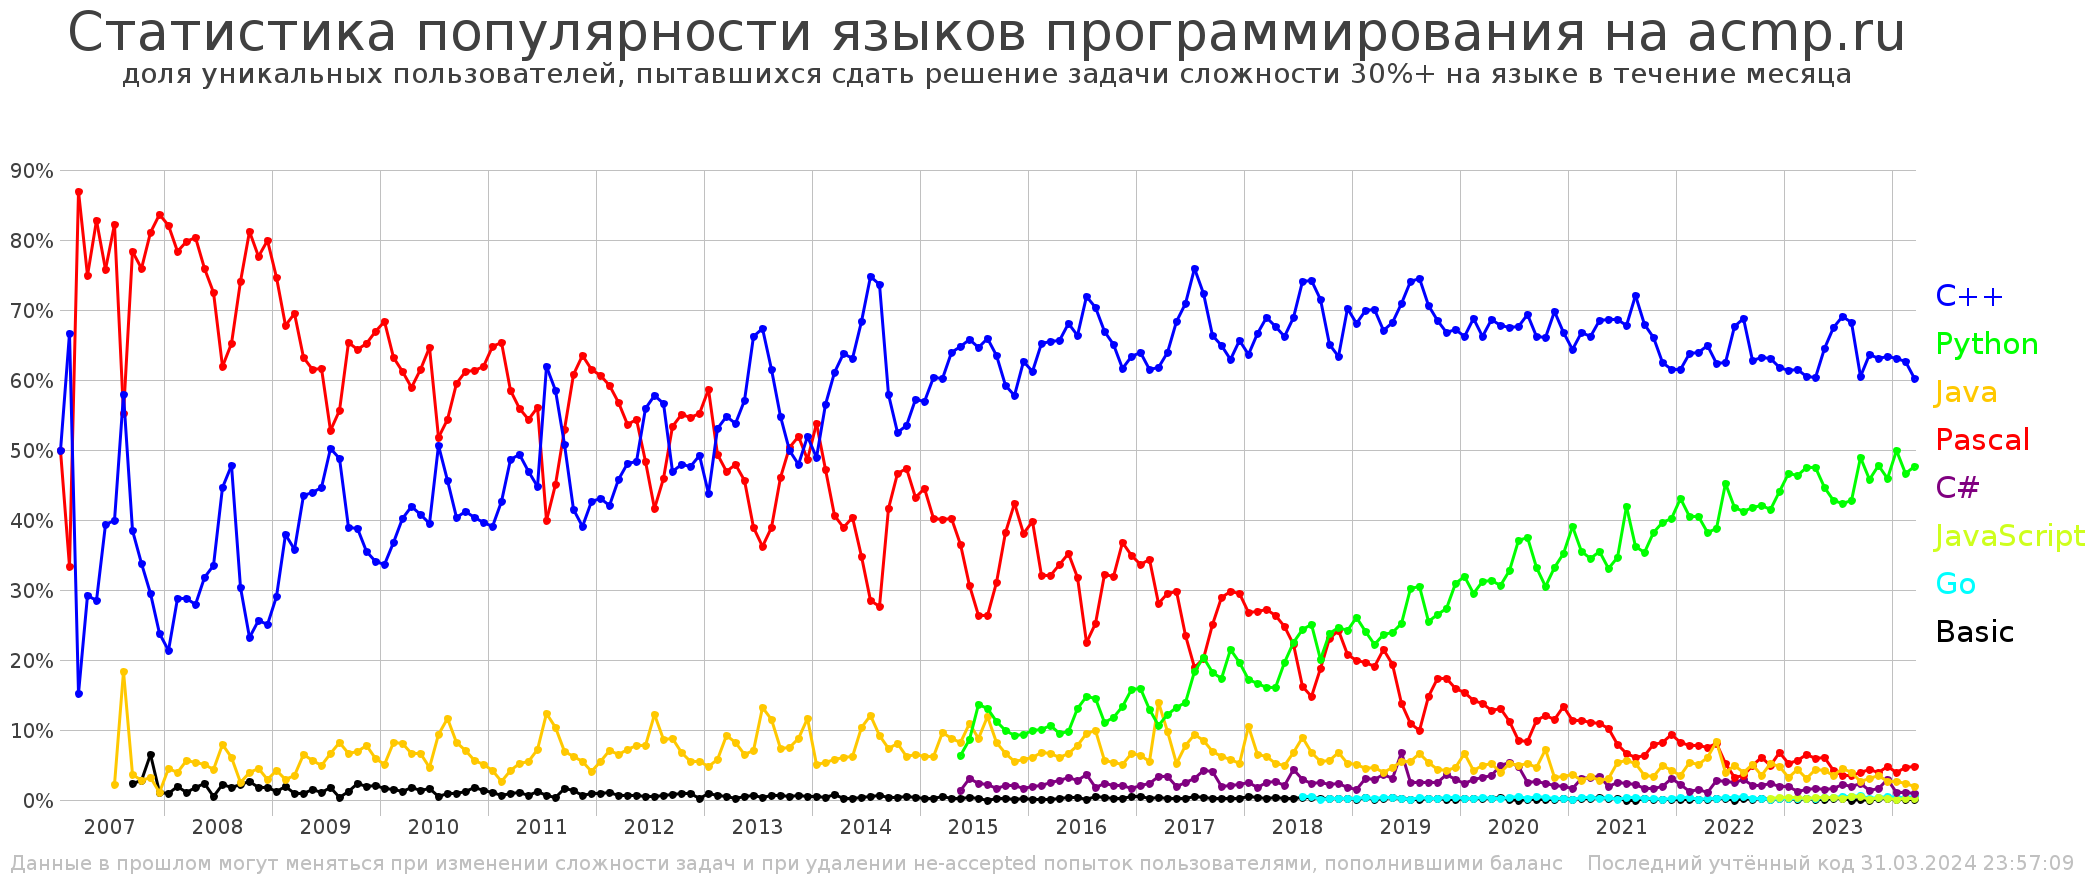 Статистика популярности языков программирования на acmp.ru
доля уникальных пользователей, пытавшихся сдать решение задачи сложности 30%+ на языке в течение месяца
90%
80%
70%
60%
50%
40%
30%
20%
10%
0%
C++
Python
Java
Pascal
C#
JavaScript
Go
Basic
2007 2008 2009 2010 2011 2012 2013 2014 2015 2016 2017 2018 2019 2020 2021 2022 2023
Данные в прошлом могут меняться при изменении сложности задач и при удалении не-accepted попыток пользователями, пополнившими баланс Последний учтённый код 31.03.2024 23:57:09